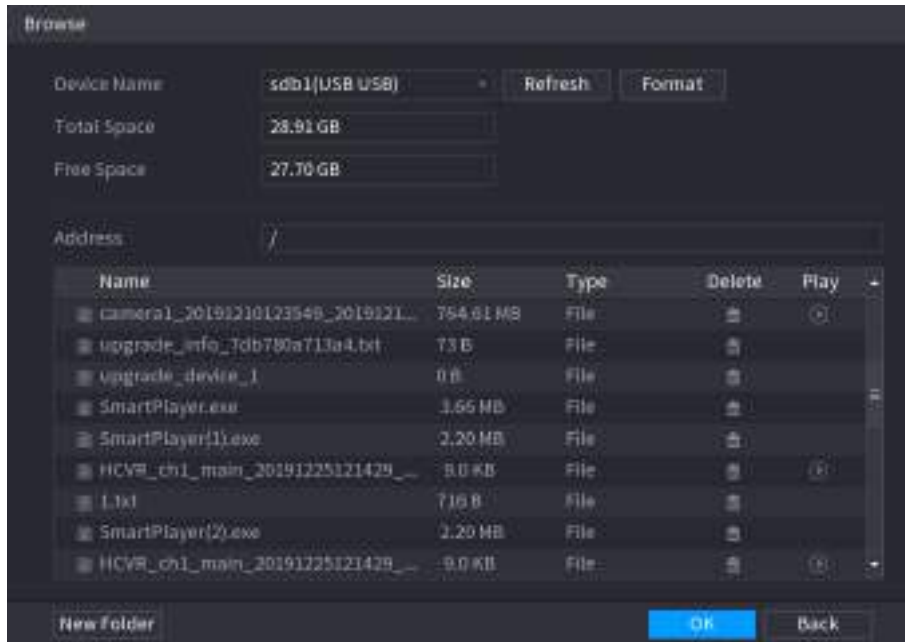 Browse
Device Name sdb1(USB USB) Refresh Format
Total Space 28.91 GB
Free Space 27.70 GB
Address /
Name Size Type Delete Play
camera1_20191210123549_2019121... 764.61 MB File
upgrade_info_7db780a713a4.txt 73 B File
upgrade_device_1 0 B File
SmartPlayer.exe 3.66 MB File
SmartPlayer(1).exe 2.20 MB File
HCVR_ch1_main_20191225121429_... 9.0 KB File
1.txt 716 B File
SmartPlayer(2).exe 2.20 MB File
HCVR_ch1_main_20191225121429_... 9.0 KB File
New Folder OK Back